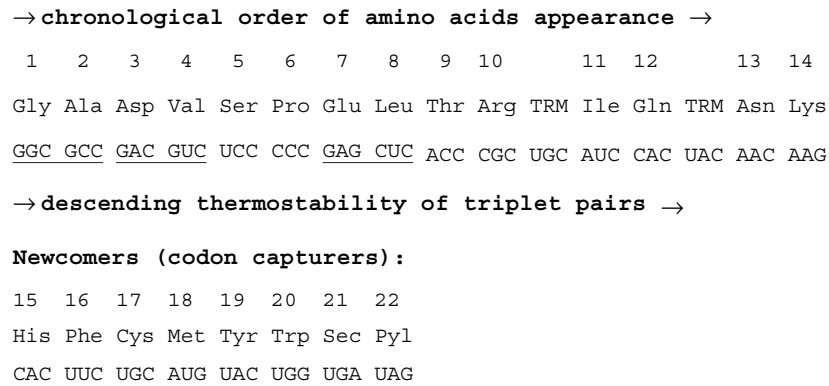 → chronological order of amino acids appearance →
1 2 3 4 5 6 7 8 9 10 11 12 13 14
Gly Ala Asp Val Ser Pro Glu Leu Thr Arg TRM Ile Gln TRM Asn Lys
GGC GCC GAC GUC UCC CCC GAG CUC ACC CGC UGC AUC CAC UAC AAC AAG
→ descending thermostability of triplet pairs →
Newcomers (codon capturers):
15 16 17 18 19 20 21 22
His Phe Cys Met Tyr Trp Sec Pyl
CAC UUC UGC AUG UAC UGG UGA UAG